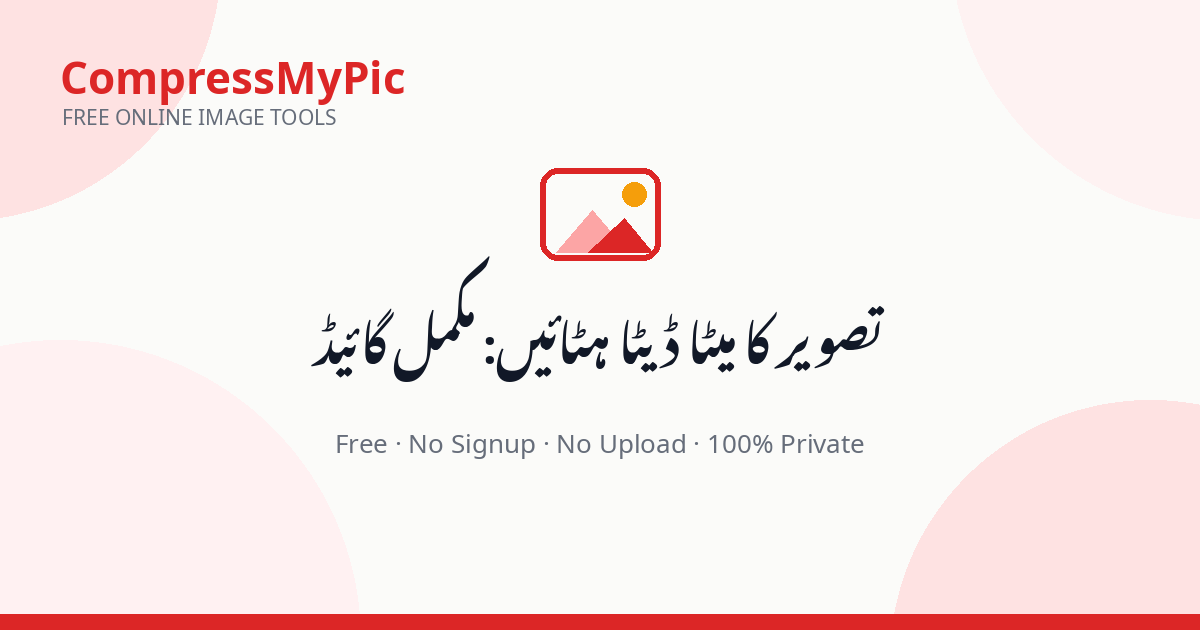 CompressMyPic
FREE ONLINE IMAGE TOOLS
تصویر کا میٹا ڈیٹا ہٹائیں: مکمل گائیڈ
Free · No Signup · No Upload · 100% Private